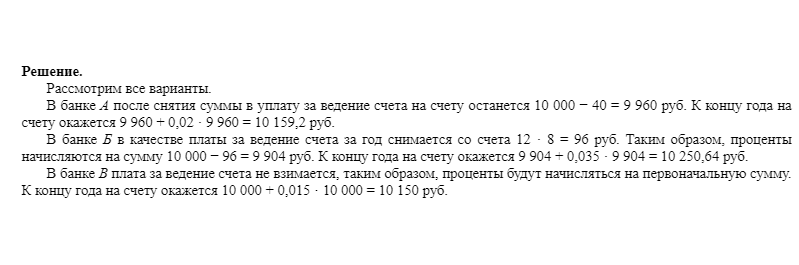 Решение.
Рассмотрим все варианты.
В банке А после снятия суммы в уплату за ведение счета на счету останется 10 000 − 40 = 9 960 руб. К концу года на
счету окажется 9 960 + 0,02 · 9 960 = 10 159,2 руб.
В банке Б в качестве платы за ведение счета за год снимается со счета 12 · 8 = 96 руб. Таким образом, проценты
начисляются на сумму 10 000 − 96 = 9 904 руб. К концу года на счету окажется 9 904 + 0,035 · 9 904 = 10 250,64 руб.
В банке В плата за ведение счета не взимается, таким образом, проценты будут начисляться на первоначальную сумму.
К концу года на счету окажется 10 000 + 0,015 · 10 000 = 10 150 руб.